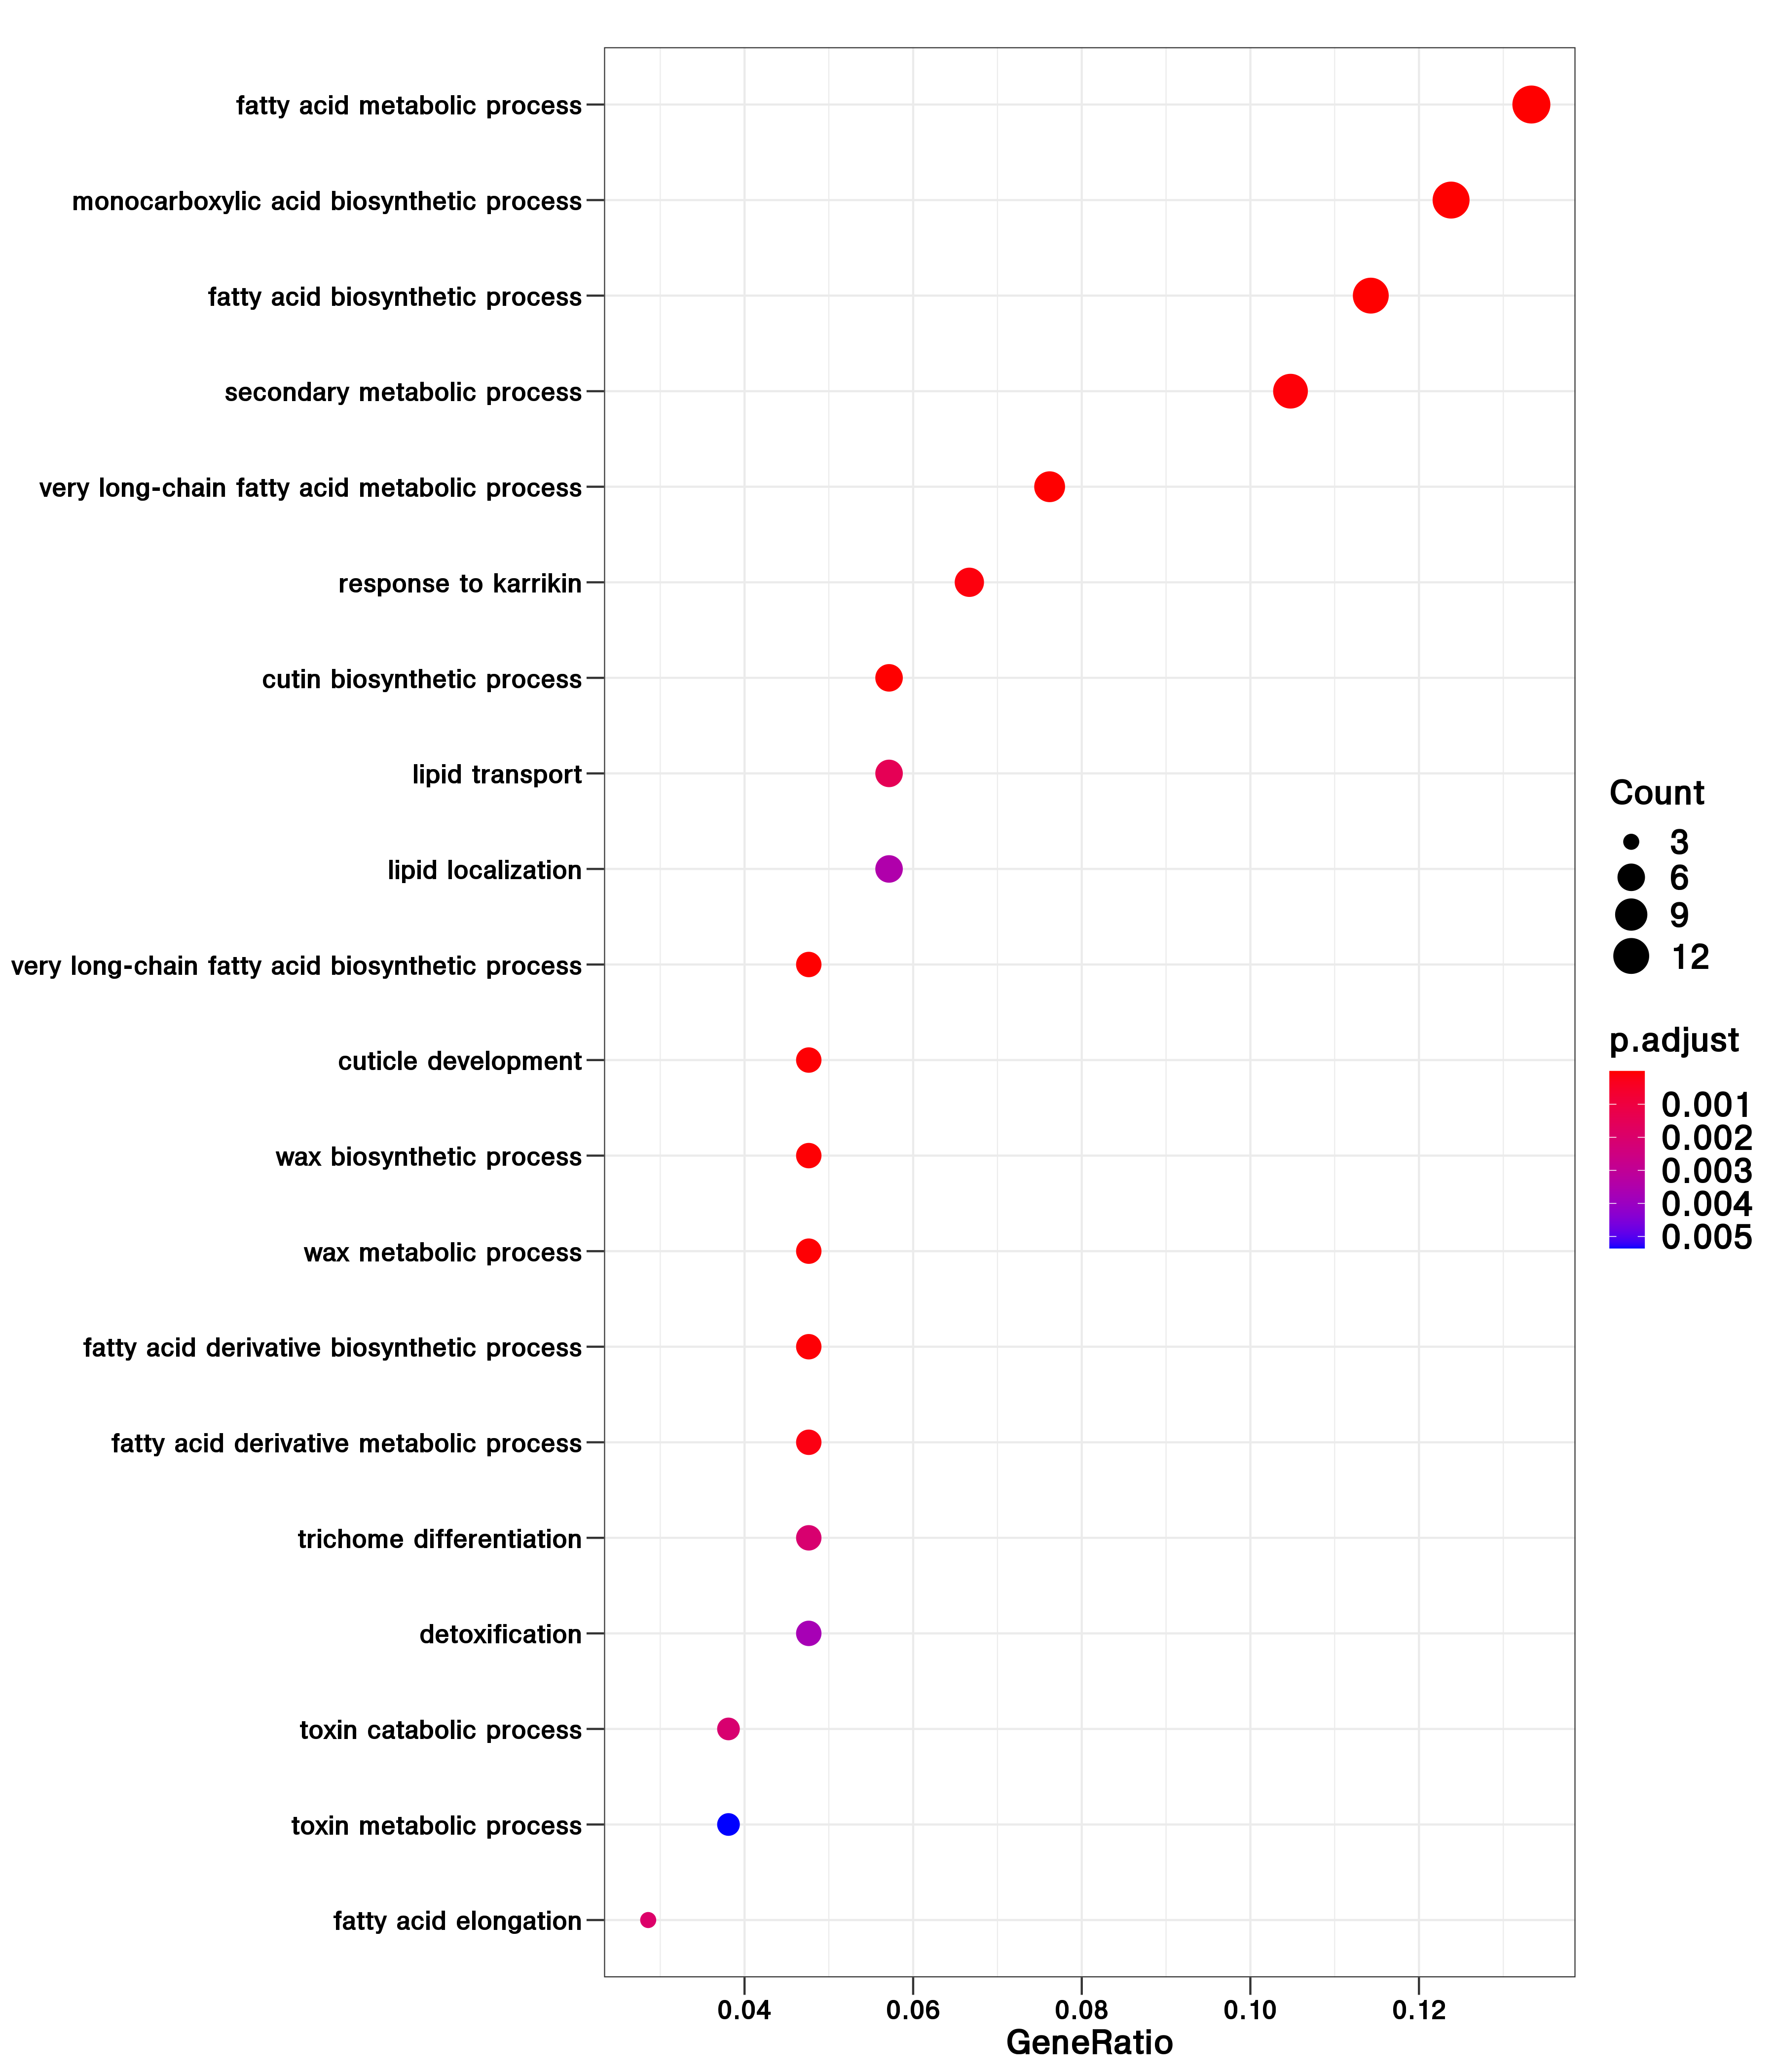 fatty acid metabolic process
monocarboxylic acid biosynthetic process
fatty acid biosynthetic process
secondary metabolic process
very long-chain fatty acid metabolic process
response to karrikin
cutin biosynthetic process
lipid transport
lipid localization
very long-chain fatty acid biosynthetic process
cuticle development
wax biosynthetic process
wax metabolic process
fatty acid derivative biosynthetic process
fatty acid derivative metabolic process
trichome differentiation
detoxification
toxin catabolic process
toxin metabolic process
fatty acid elongation
0.04 0.06 0.08 0.10 0.12
GeneRatio
Count
3
6
9
12
p.adjust
0.001
0.002
0.003
0.004
0.005